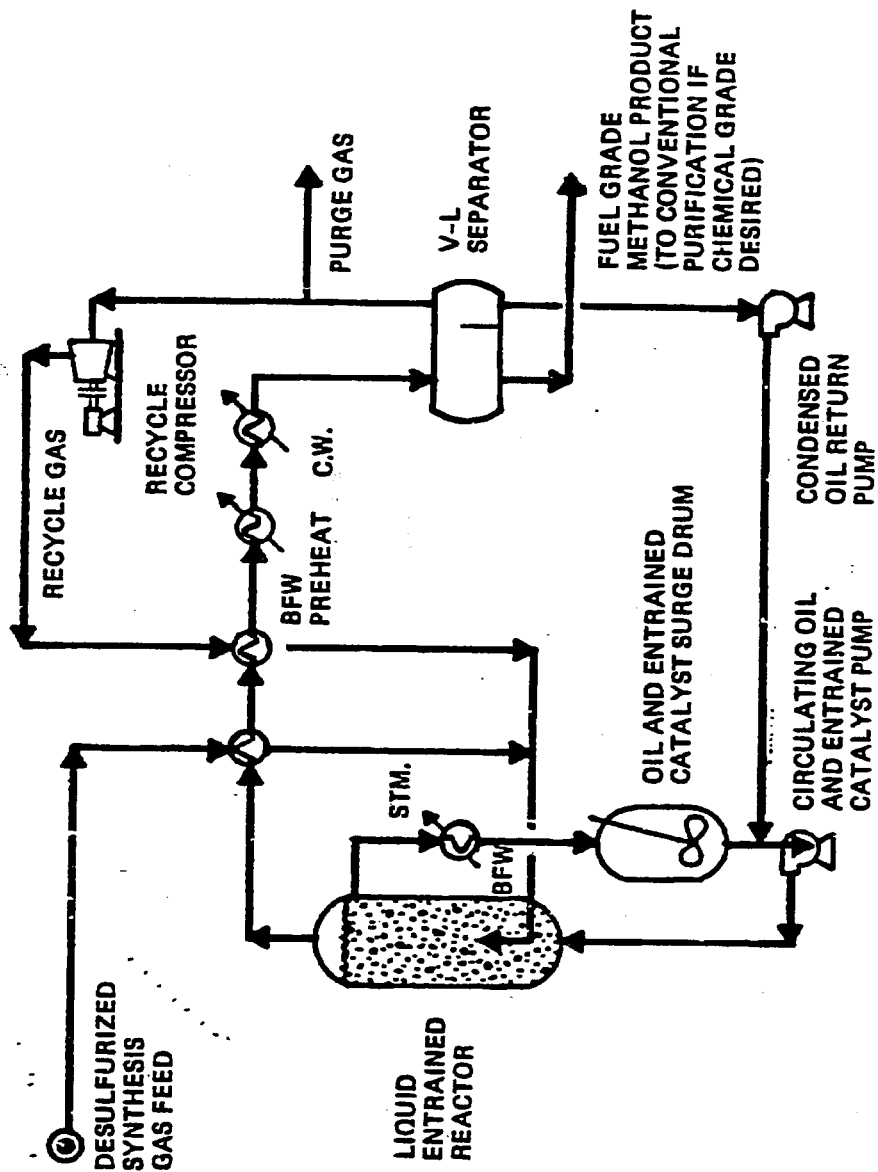 DESULFURIZED
SYNTHESIS
GAS FEED
RECYCLE GAS
RECYCLE
COMPRESSOR
PURGE GAS
BFW
PREHEAT
C.W.
V-L
SEPARATOR
LIQUID
ENTRAINED
REACTOR
STM.
BFW
OIL AND ENTRAINED
CATALYST SURGE DRUM
FUEL GRADE
METHANOL PRODUCT
(TO CONVENTIONAL
PURIFICATION IF
CHEMICAL GRADE
DESIRED)
CIRCULATING OIL
AND ENTRAINED
CATALYST PUMP
CONDENSED
OIL RETURN
PUMP